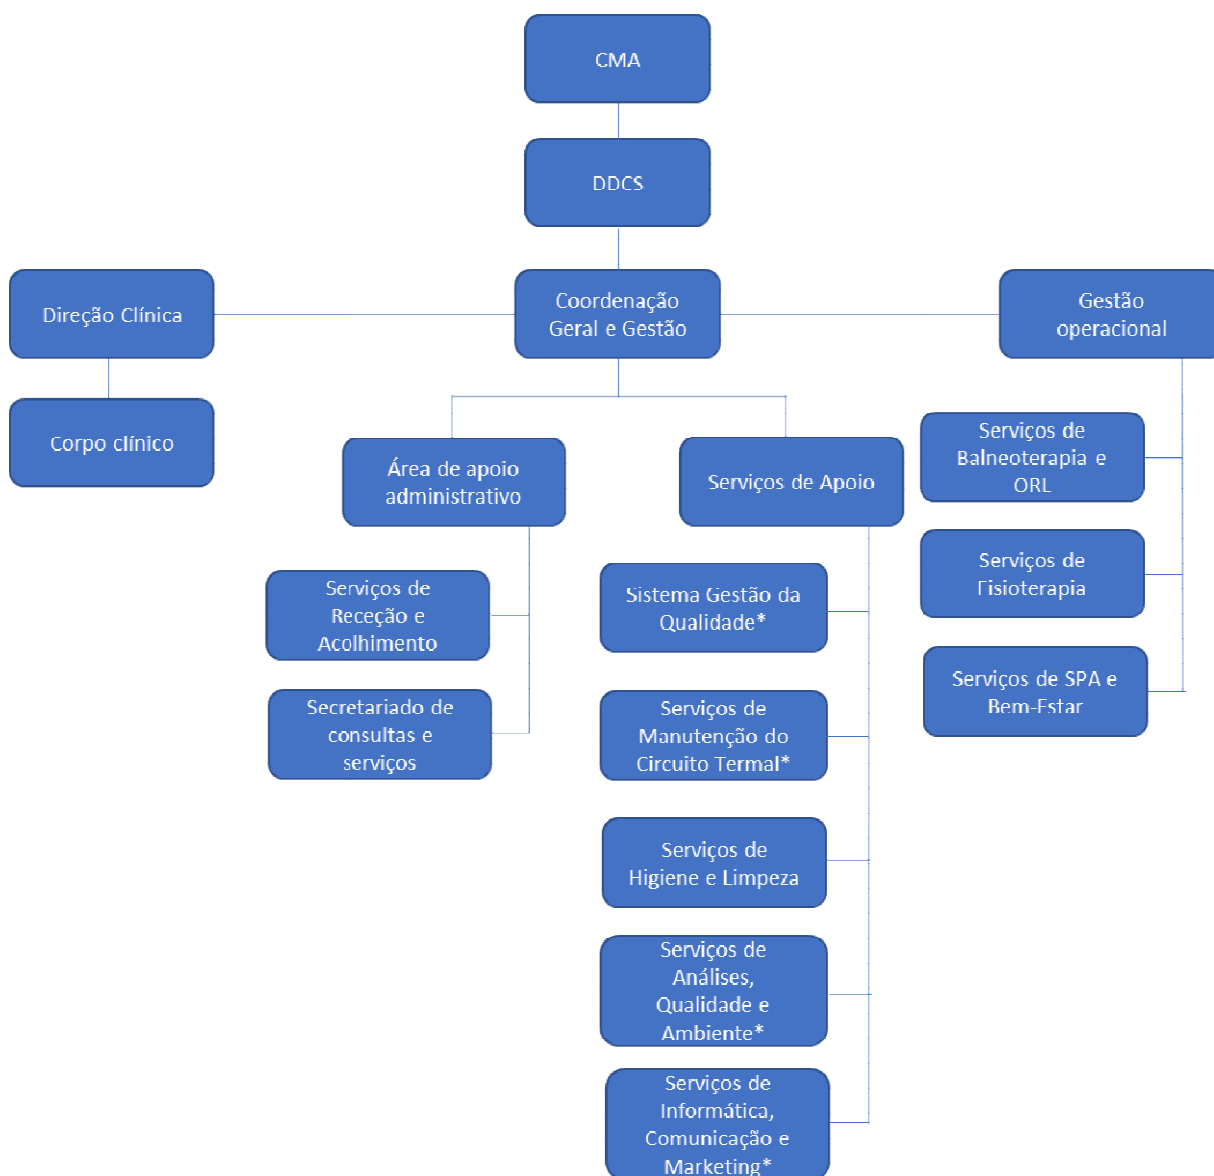 CMA
DDCS
Direção Clínica
Coordenação
Geral e Gestão
Gestão
operacional
Corpo clínico
Área de apoio
administrativo
Serviços de Apoio
Serviços de
Balneoterapia e
ORL
Serviços de
Receção e
Acolhimento
Sistema Gestão da
Qualidade*
Serviços de
Fisioterapia
Secretariado de
consultas e
serviços
Serviços de
Manutenção do
Circuito Termal*
Serviços de SPA e
Bem-Estar
Serviços de
Higiene e Limpeza
Serviços de
Análises,
Qualidade e
Ambiente*
Serviços de
Informática,
Comunicação e
Marketing*